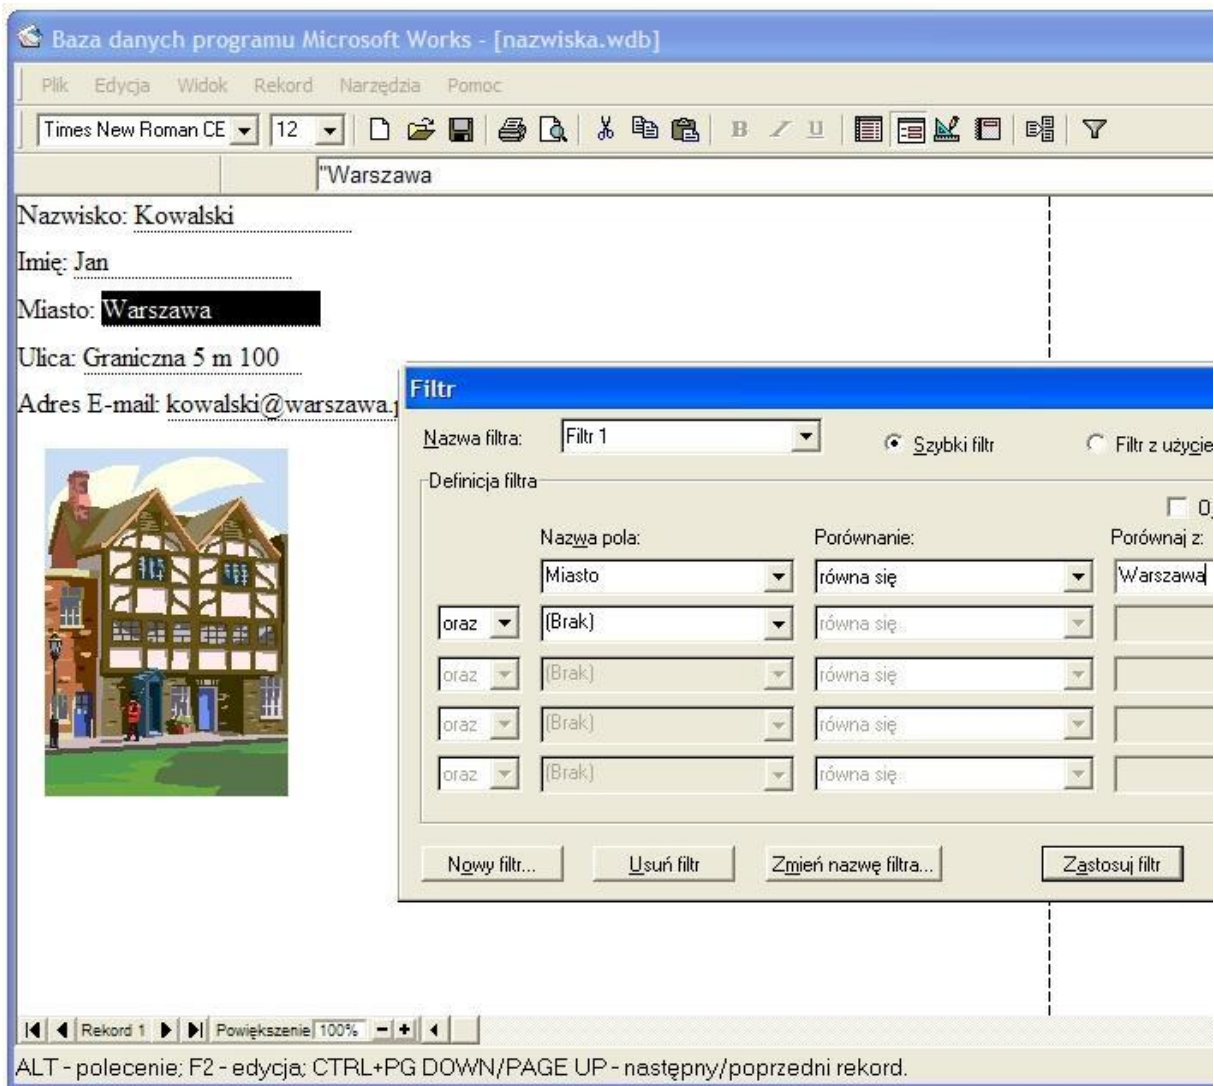 Baza danych programu Microsoft Works - [nazwiska.wdb]
Plik Edycja Widok Rekord Narzędzia Pomoc
Times New Roman CE 12 B I U
"Warszawa
Nazwisko: Kowalski
Imię: Jan
Miasto: Warszawa
Ulica: Graniczna 5 m 100
Adres E-mail: kowalski@warszawa.p
Filtr
Nazwa filtra: Filtr 1 Szybki filtr Filtr z użycie
Definicja filtra
Nazwa pola: Porównanie: Porównaj z:
Miasto równa się Warszawa
oraz (Brak) równa się
oraz (Brak) równa się
oraz (Brak) równa się
oraz (Brak) równa się
Nowy filtr... Usuń filtr Zmień nazwę filtra... Zastosuj filtr
Rekord 1 Powiększenie 100% - +
ALT - polecenie; F2 - edycja; CTRL+PG DOWN/PAGE UP - następny/poprzedni rekord.